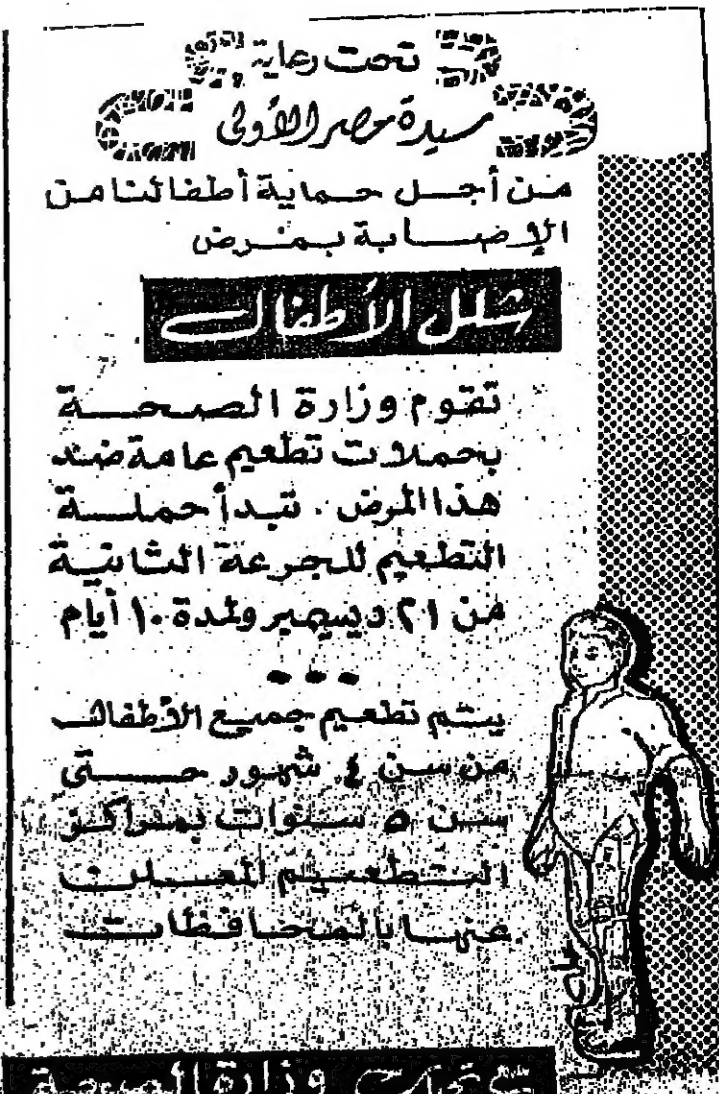 تحت رعاية
سيدة مصر الأولى
من أجل حماية أطفالنا من
الإصابة بمرض
شلل الأطفال
تقوم وزارة الصحة
بحملات تطعيم عامة ضد
هذا المرض . تبدأ حملة
التطعيم للجرعة الثانية
من ٢١ ديسمبر ولمدة ١٠ أيام
يتم تطعيم جميع الأطفال
من سن ٤ شهور حتى
سن ٥ سنوات بمراكز
التطعيم المعلن
عنها بالمحافظات
وزارة الصحة